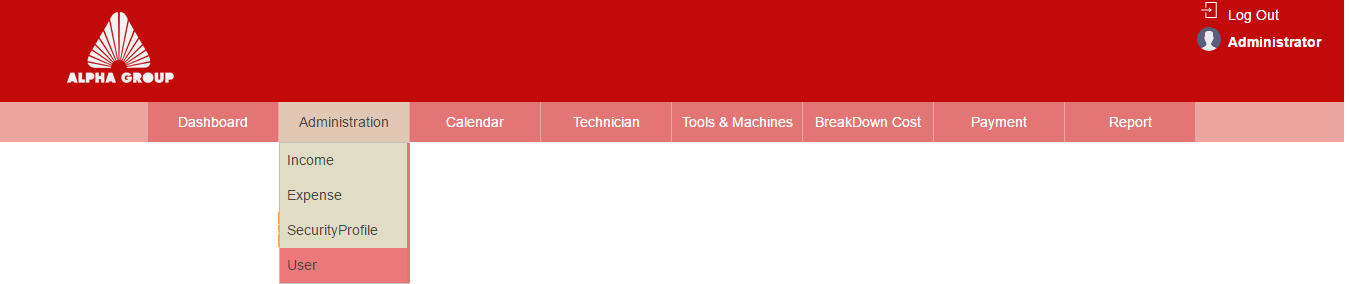 Log Out
Administrator
ALPHA GROUP
Dashboard Administration Calendar Technician Tools & Machines BreakDown Cost Payment Report
Income
Expense
SecurityProfile
User